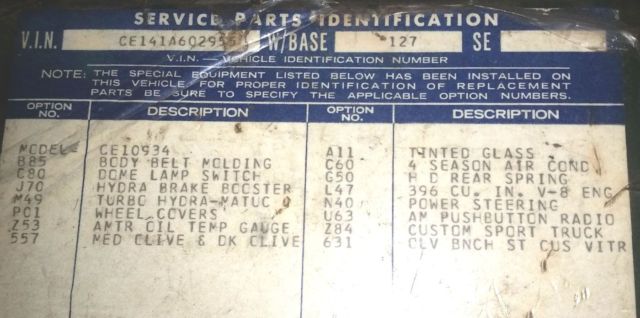 SERVICE PARTS IDENTIFICATION
V.I.N. CE141A602955 W/BASE 127 SE
V.I.N. — VEHICLE IDENTIFICATION NUMBER
NOTE: THE SPECIAL EQUIPMENT LISTED BELOW HAS BEEN INSTALLED ON
THIS VEHICLE. FOR PROPER IDENTIFICATION OF REPLACEMENT
PARTS BE SURE TO SPECIFY THE APPLICABLE OPTION NUMBERS.
OPTION NO. DESCRIPTION OPTION NO. DESCRIPTION
MODEL= CE10934 A11 TINTED GLASS
B85 BODY BELT MOLDING C60 4 SEASON AIR COND
C80 DOME LAMP SWITCH G50 H D REAR SPRING
J70 HYDRA BRAKE BOOSTER L47 396 CU. IN. V-8 ENG
M49 TURBO HYDRA-MATIC N40 POWER STEERING
P01 WHEEL COVERS U63 AM PUSHBUTTON RADIO
Z53 AMTR OIL TEMP GAUGE Z84 CUSTOM SPORT TRUCK
557 MED OLIVE & DK OLIVE 631 OLV BNCH ST CUS VITR